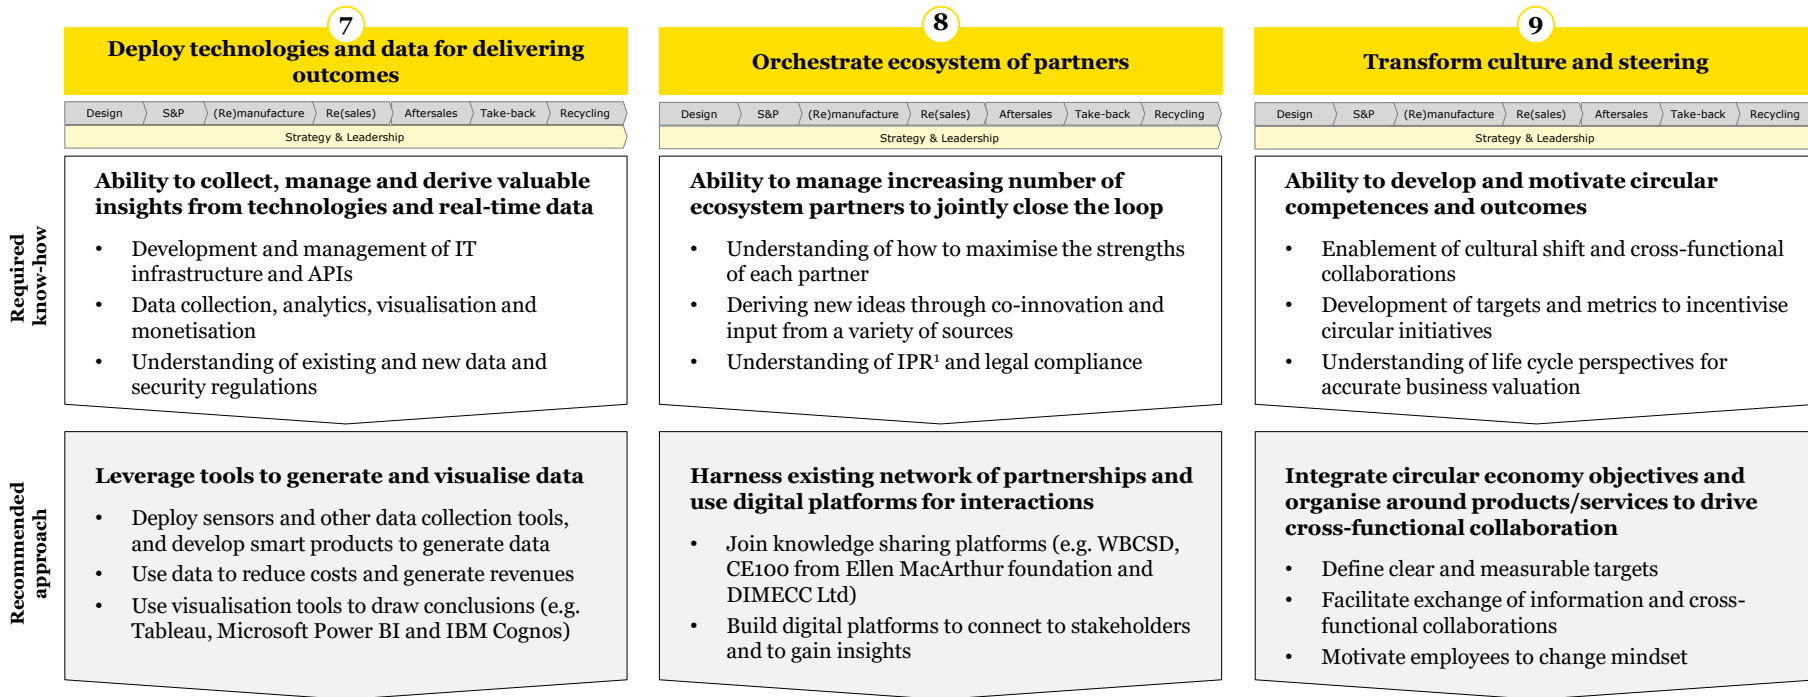 7
Deploy technologies and data for delivering
outcomes
Design S&P (Re)manufacture Re(sales) Aftersales Take-back Recycling
Strategy & Leadership
8
Orchestrate ecosystem of partners
Design S&P (Re)manufacture Re(sales) Aftersales Take-back Recycling
Strategy & Leadership
9
Transform culture and steering
Design S&P (Re)manufacture Re(sales) Aftersales Take-back Recycling
Strategy & Leadership
Required
know-how
Ability to collect, manage and derive valuable
insights from technologies and real-time data
• Development and management of IT
infrastructure and APIs
• Data collection, analytics, visualisation and
monetisation
• Understanding of existing and new data and
security regulations
Ability to manage increasing number of
ecosystem partners to jointly close the loop
• Understanding of how to maximise the strengths
of each partner
• Deriving new ideas through co-innovation and
input from a variety of sources
• Understanding of IPR¹ and legal compliance
Ability to develop and motivate circular
competences and outcomes
• Enablement of cultural shift and cross-functional
collaborations
• Development of targets and metrics to incentivise
circular initiatives
• Understanding of life cycle perspectives for
accurate business valuation
Recommended
approach
Leverage tools to generate and visualise data
• Deploy sensors and other data collection tools,
and develop smart products to generate data
• Use data to reduce costs and generate revenues
• Use visualisation tools to draw conclusions (e.g.
Tableau, Microsoft Power BI and IBM Cognos)
Harness existing network of partnerships and
use digital platforms for interactions
• Join knowledge sharing platforms (e.g. WBCSD,
CE100 from Ellen MacArthur foundation and
DIMECC Ltd)
• Build digital platforms to connect to stakeholders
and to gain insights
Integrate circular economy objectives and
organise around products/services to drive
cross-functional collaboration
• Define clear and measurable targets
• Facilitate exchange of information and cross-
functional collaborations
• Motivate employees to change mindset